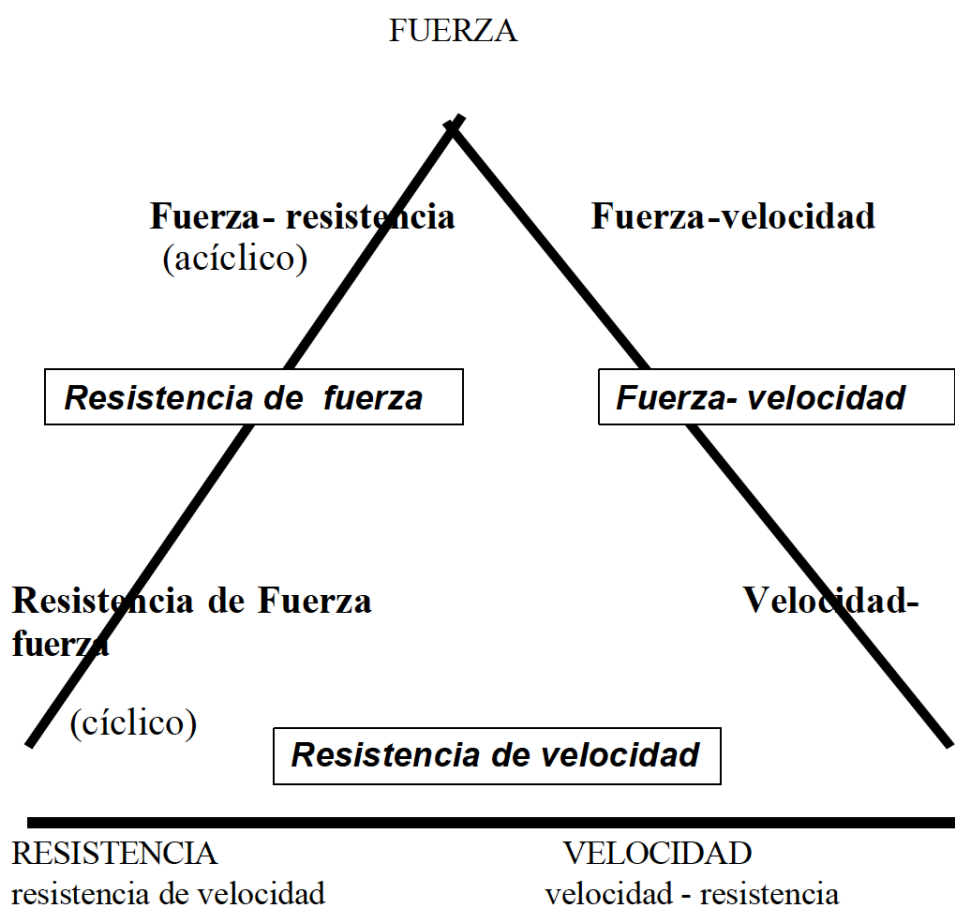 FUERZA
Fuerza- resistencia Fuerza-velocidad
(acíclico)
Resistencia de fuerza Fuerza- velocidad
Resistencia de Fuerza Velocidad-
fuerza
(cíclico)
Resistencia de velocidad
RESISTENCIA VELOCIDAD
resistencia de velocidad velocidad - resistencia